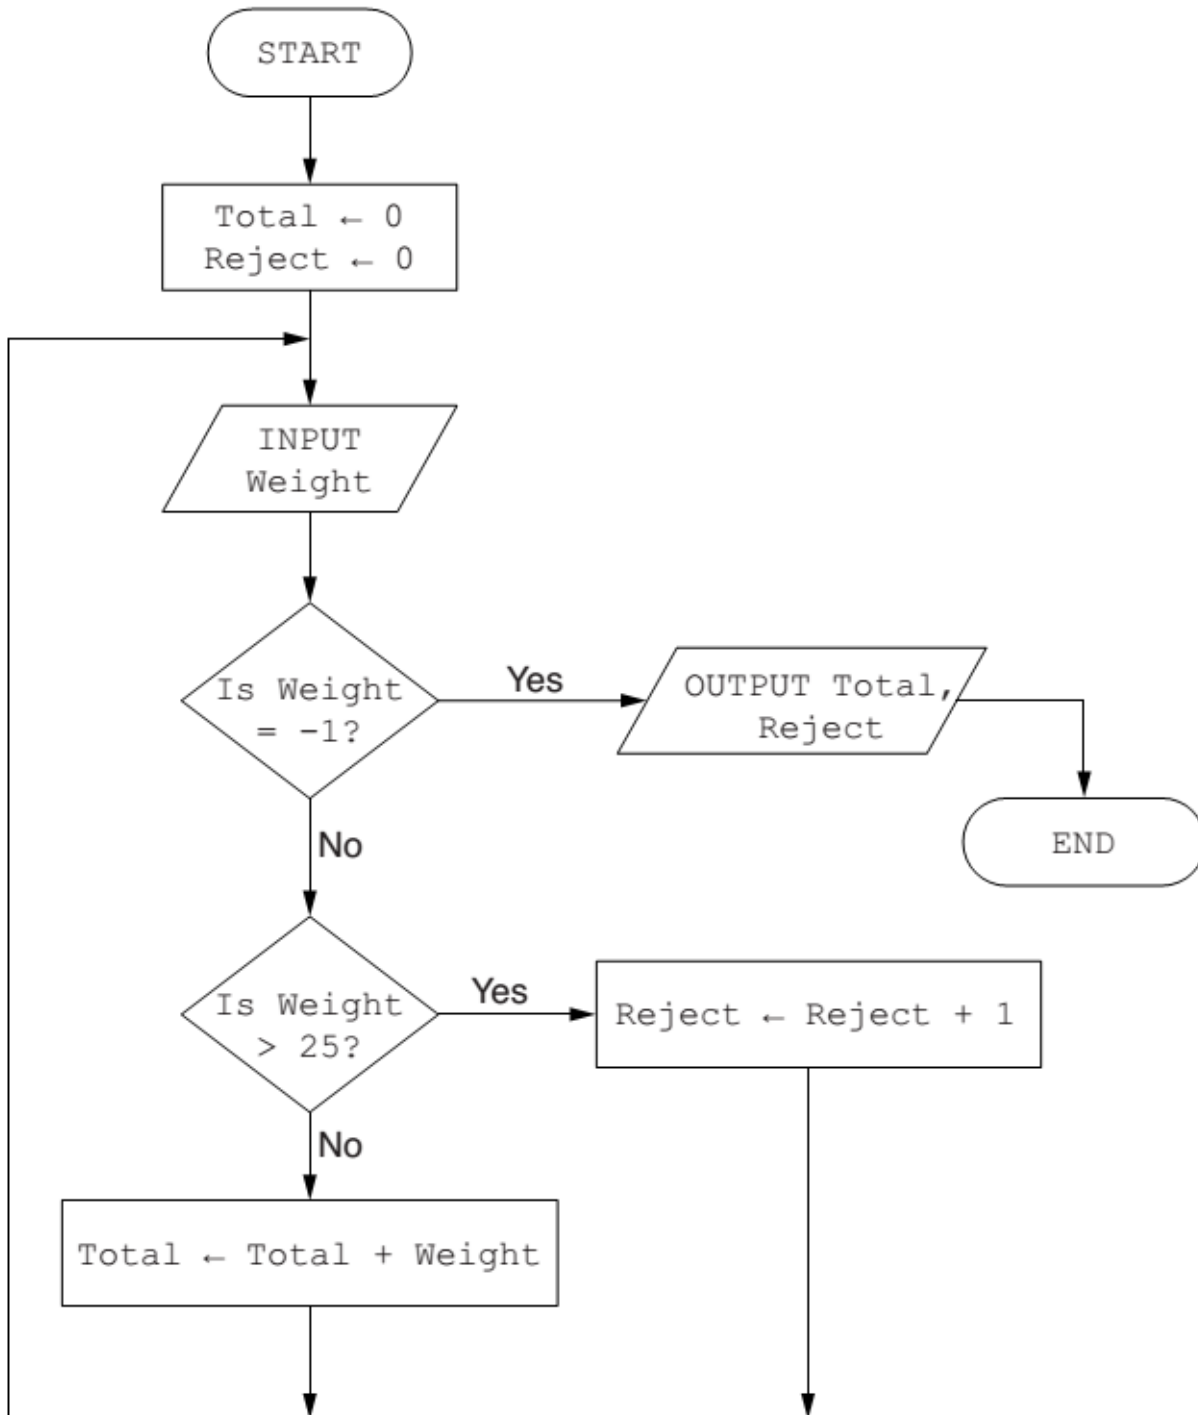 START
Total ← 0
Reject ← 0
INPUT
Weight
Is Weight
= -1?
Yes
OUTPUT Total,
Reject
END
No
Is Weight
> 25?
Yes
Reject ← Reject + 1
No
Total ← Total + Weight